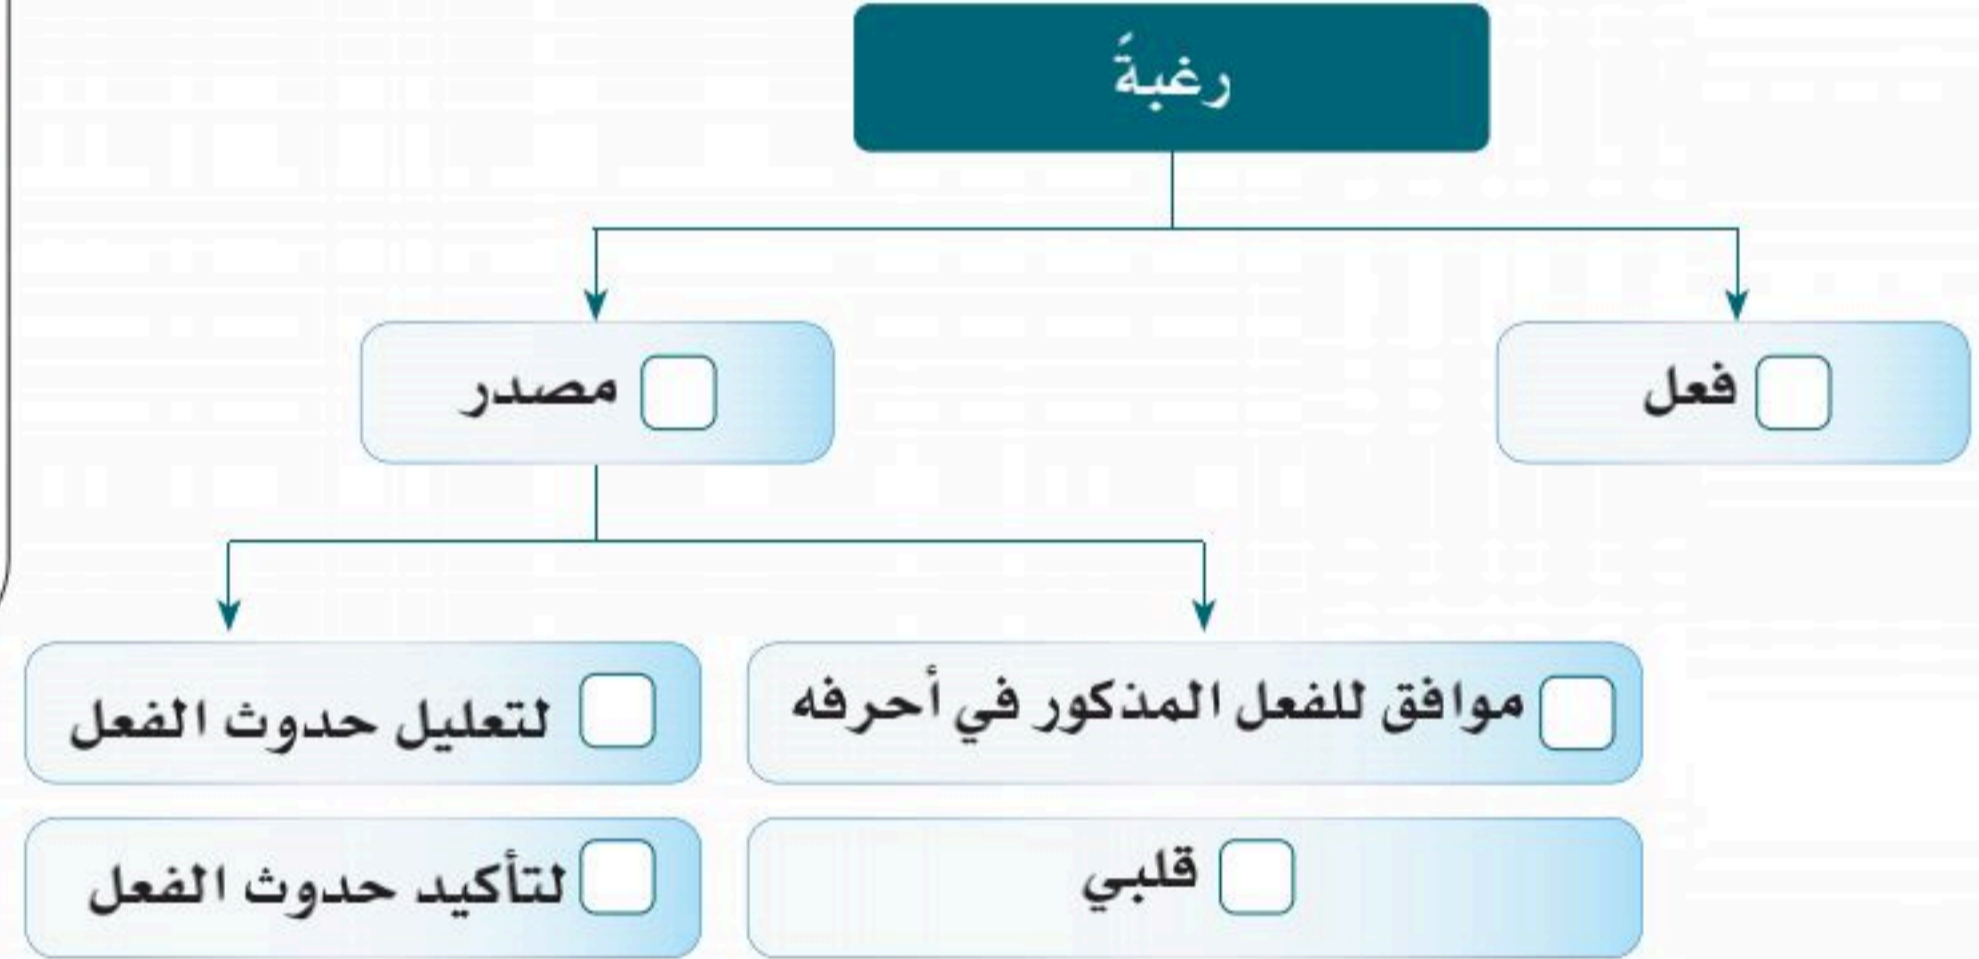 رغبةً
فعل
مصدر
موافق للفعل المذكور في أحرفه
لتعليل حدوث الفعل
قلبي
لتأكيد حدوث الفعل